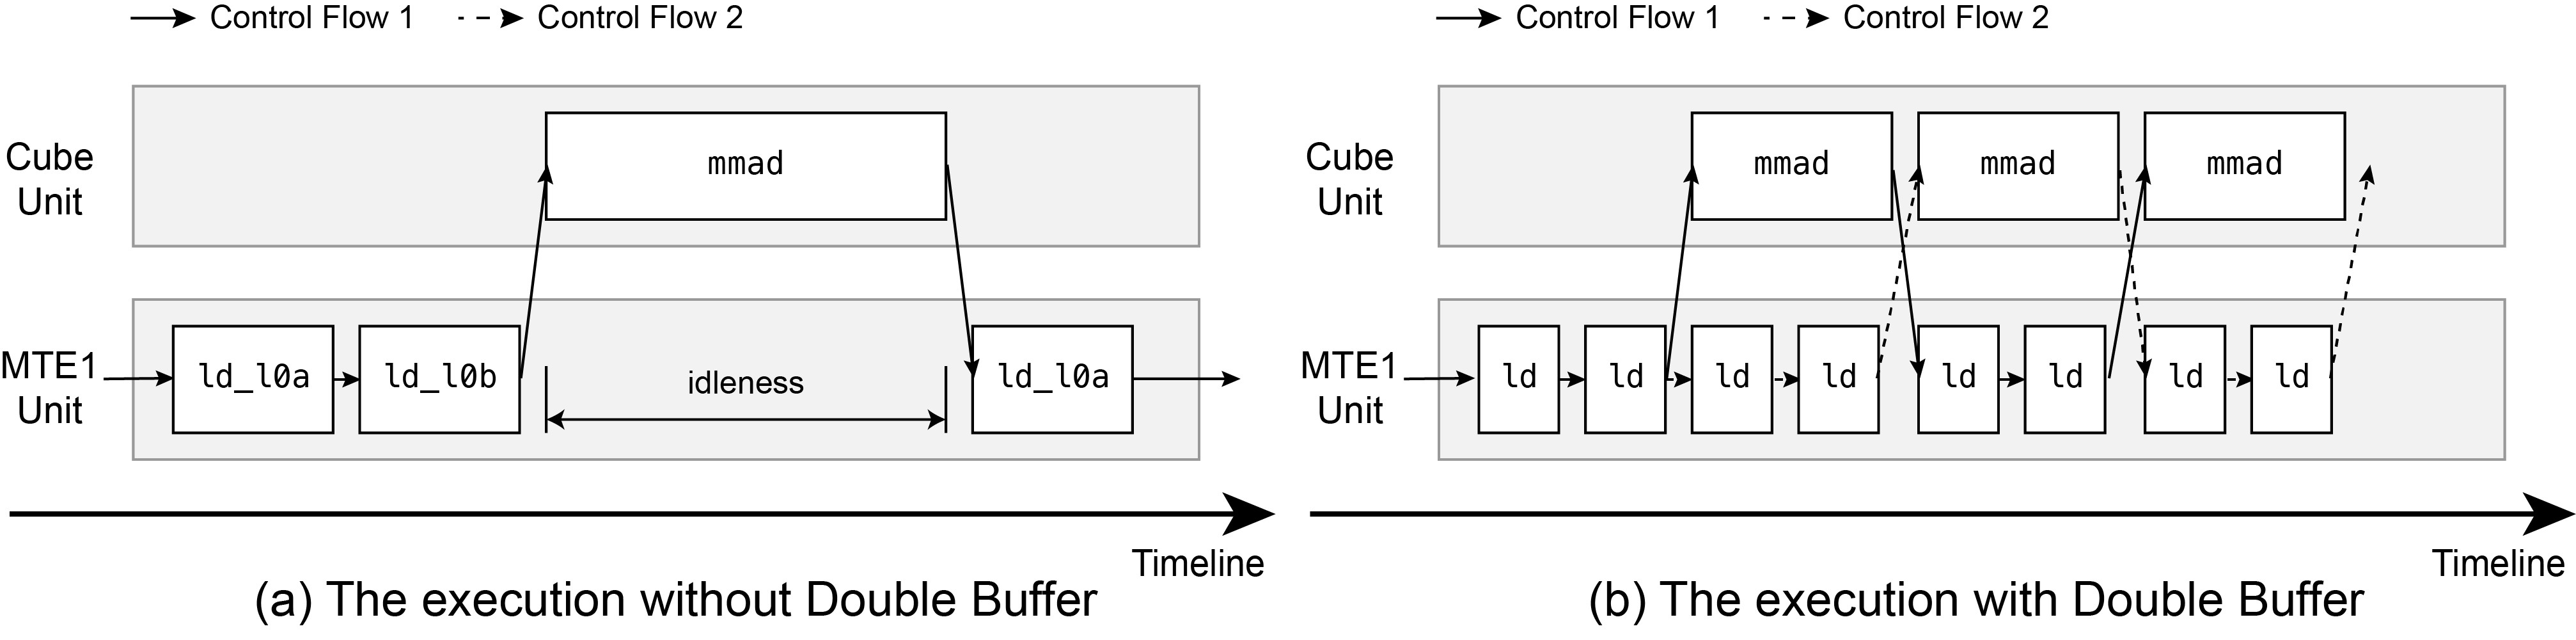 Control Flow 1 Control Flow 2
Cube
Unit
mmad
MTE1
Unit
ld_l0a ld_l0b idleness ld_l0a
Timeline
(a) The execution without Double Buffer
Control Flow 1 Control Flow 2
Cube
Unit
mmad mmad mmad
MTE1
Unit
ld ld ld ld ld ld ld ld
Timeline
(b) The execution with Double Buffer